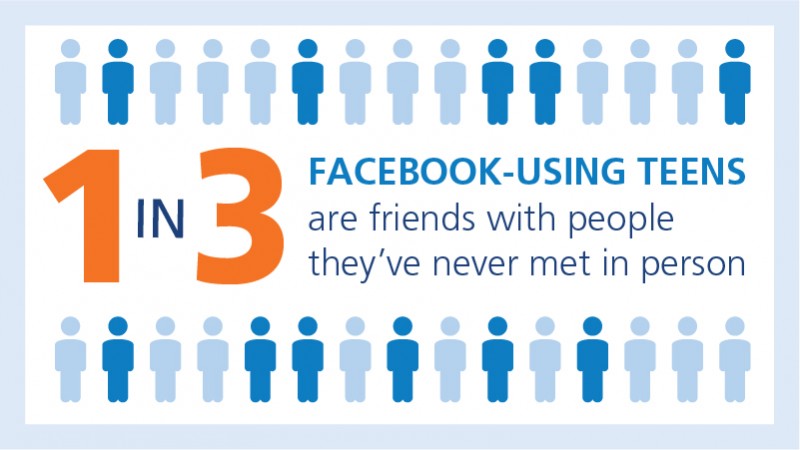 1 IN 3
FACEBOOK-USING TEENS
are friends with people
they've never met in person